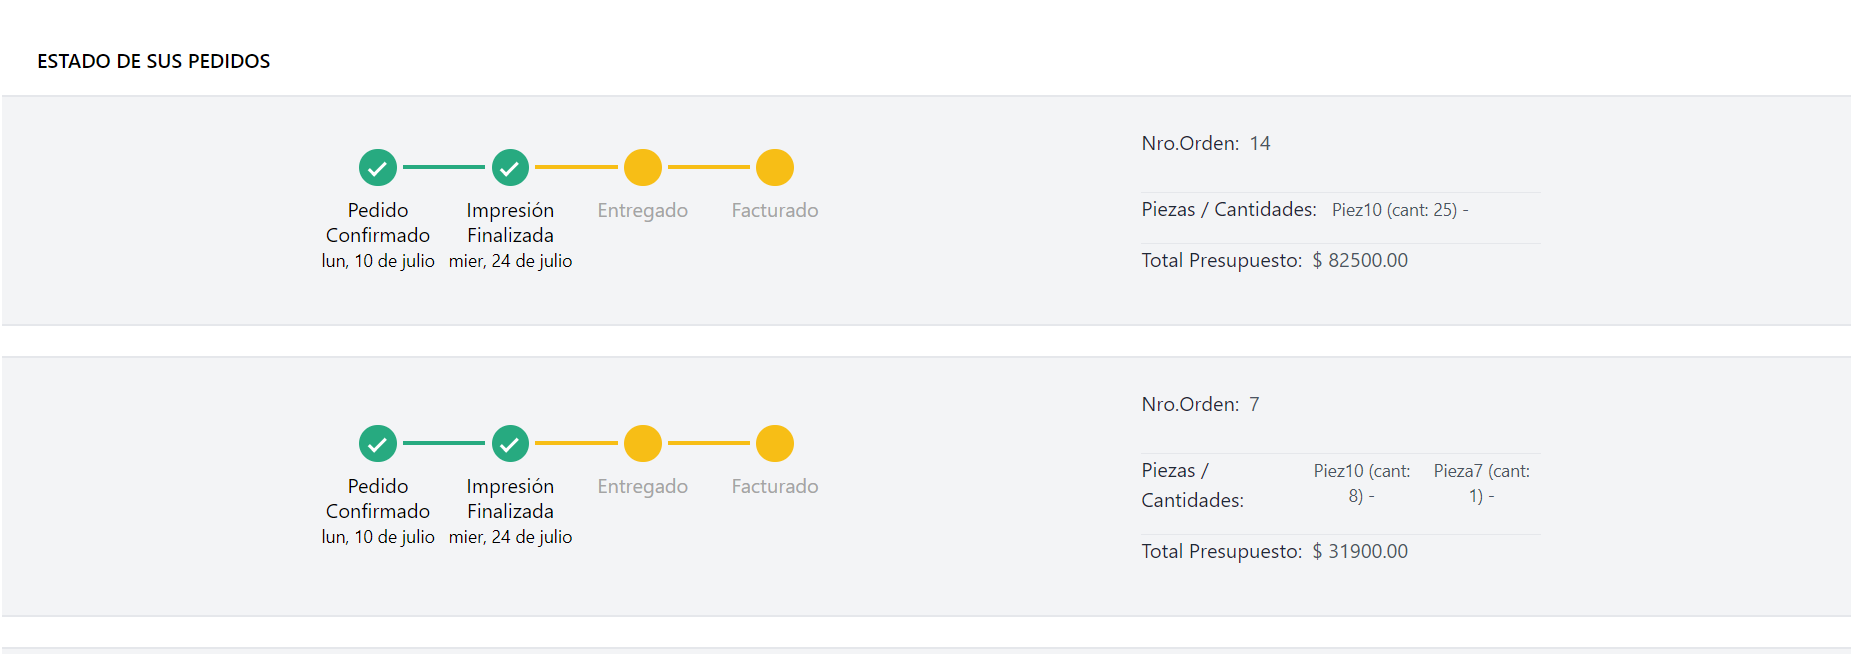 ESTADO DE SUS PEDIDOS
Pedido
Confirmado
lun, 10 de julio
Impresión
Finalizada
mier, 24 de julio
Entregado
Facturado
Nro.Orden: 14
Piezas / Cantidades: Piez10 (cant: 25) -
Total Presupuesto: $ 82500.00
Pedido
Confirmado
lun, 10 de julio
Impresión
Finalizada
mier, 24 de julio
Entregado
Facturado
Nro.Orden: 7
Piezas /
Cantidades:
Piez10 (cant:
8) -
Pieza7 (cant:
1) -
Total Presupuesto: $ 31900.00